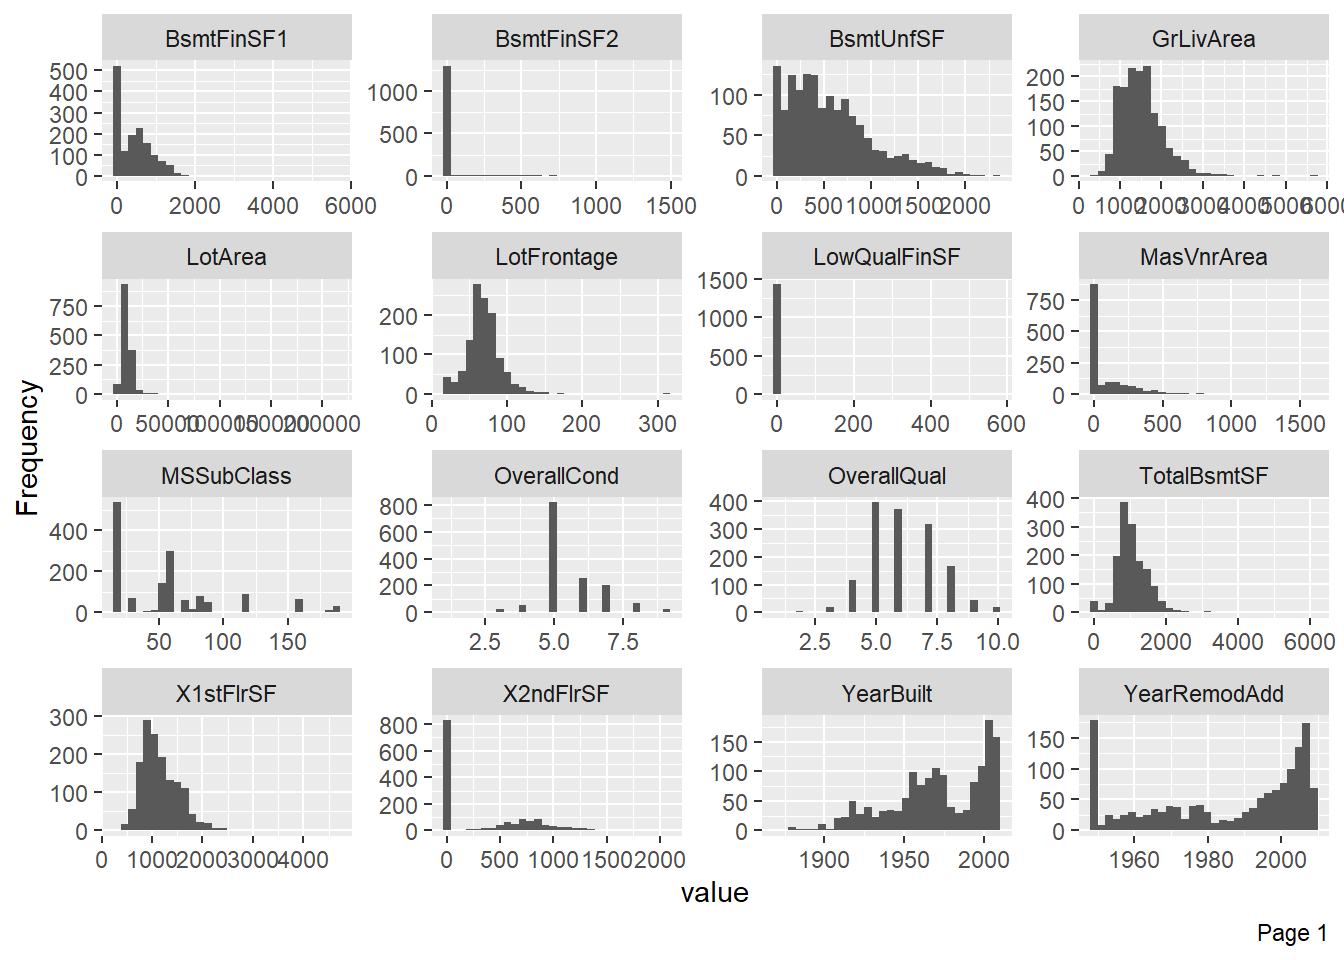 BsmtFinSF1 BsmtFinSF2 BsmtUnfSF GrLivArea
500 400 300 200 100 0
1000 500 0
100 50 0
200 150 100 50 0
0 2000 4000 6000
0 500 1000 1500
0 500 1000 1500 2000
0 1000 2000 3000 4000 5000 6000
LotArea LotFrontage LowQualFinSF MasVnrArea
750 500 250 0
200 100 0
1500 1000 500 0
750 500 250 0
0 50000 100000 150000 200000
0 100 200 300
0 200 400 600
0 500 1000 1500
Frequency
MSSubClass OverallCond OverallQual TotalBsmtSF
400 200 0
800 600 400 200 0
400 300 200 100 0
400 300 200 100 0
50 100 150
2.5 5.0 7.5
2.5 5.0 7.5 10.0
0 2000 4000 6000
X1stFlrSF X2ndFlrSF YearBuilt YearRemodAdd
300 200 100 0
800 600 400 200 0
150 100 50 0
150 100 50 0
0 1000 2000 3000 4000
0 500 1000 1500 2000
1900 1950 2000
1960 1980 2000
value
Page 1